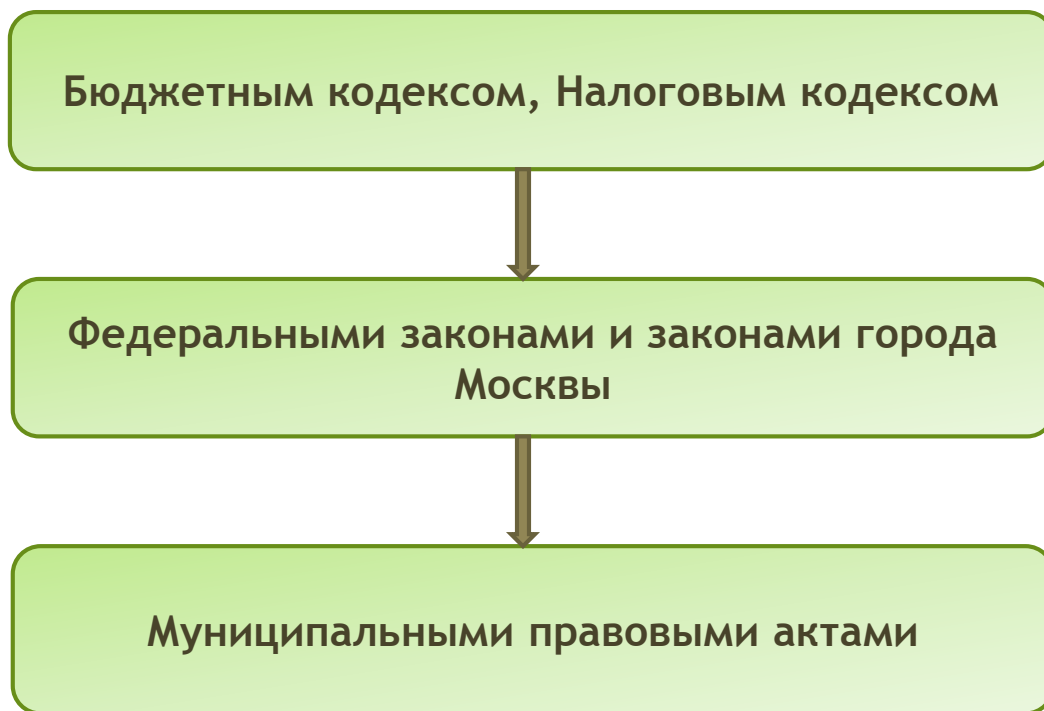 Бюджетным кодексом, Налоговым кодексом
Федеральными законами и законами города
Москвы
Муниципальными правовыми актами